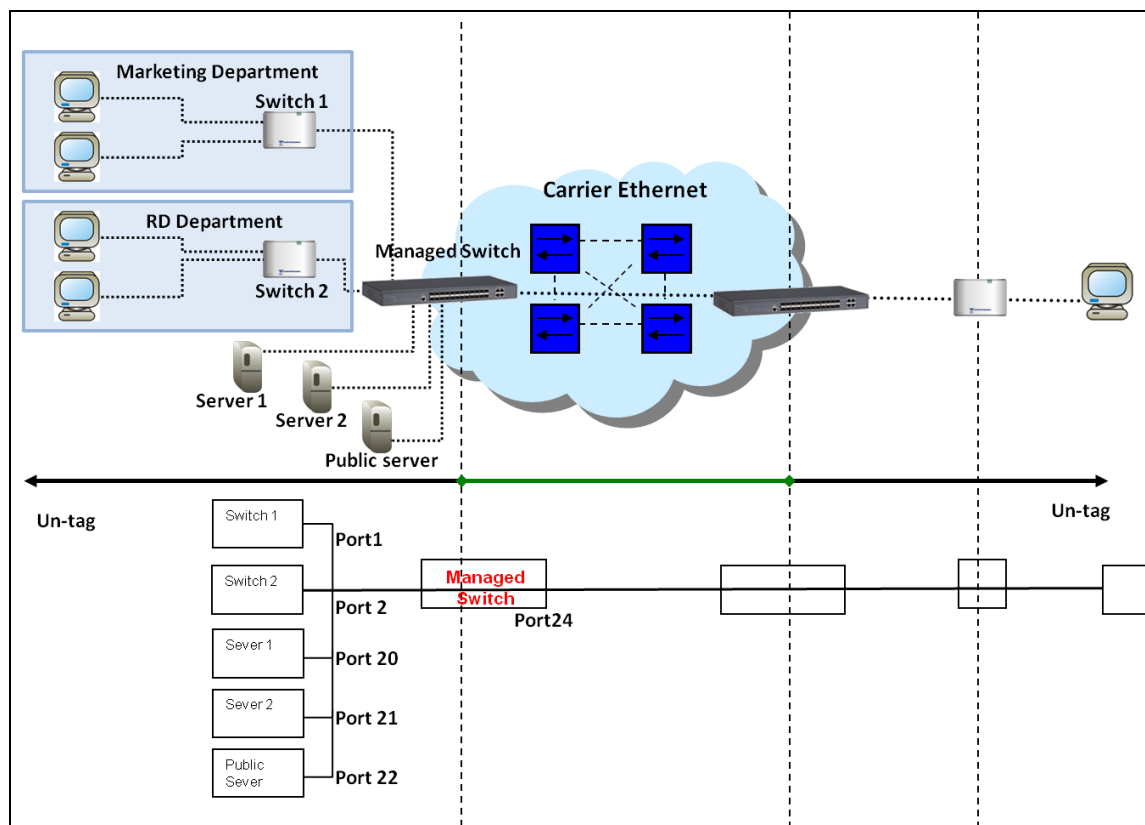 Marketing Department
Switch 1
RD Department
Switch 2
Carrier Ethernet
Managed Switch
Server 1
Server 2
Public server
Un-tag
Un-tag
Switch 1
Port1
Switch 2
Port 2
Managed
Switch
Port24
Sever 1
Port 20
Sever 2
Port 21
Public
Sever
Port 22